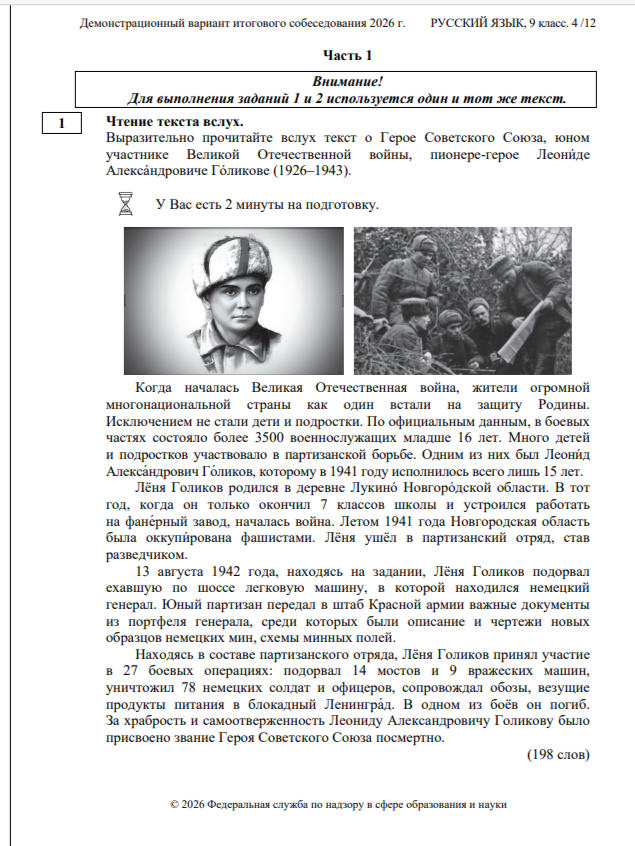 Демонстрационный вариант итогового собеседования 2026 г. РУССКИЙ ЯЗЫК, 9 класс. 4 /12
Часть 1
Внимание!
Для выполнения заданий 1 и 2 используется один и тот же текст.
1
Чтение текста вслух.
Выразительно прочитайте вслух текст о Герое Советского Союза, юном
участнике Великой Отечественной войны, пионере-герое Леони́де
Алекса́ндровиче Го́ликове (1926–1943).
У Вас есть 2 минуты на подготовку.
Когда началась Великая Отечественная война, жители огромной
многонациональной страны как один встали на защиту Родины.
Исключением не стали дети и подростки. По официальным данным, в боевых
частях состояло более 3500 военнослужащих младше 16 лет. Много детей
и подростков участвовало в партизанской борьбе. Одним из них был Леони́д
Алекса́ндрович Го́ликов, которому в 1941 году исполнилось всего лишь 15 лет.
Лёня Голиков родился в деревне Лукино́ Новгоро́дской области. В тот
год, когда он только окончил 7 классов школы и устроился работать
на фане́рный завод, началась война. Летом 1941 года Новгородская область
была оккупи́рована фашистами. Лёня ушёл в партизанский отряд, став
разведчиком.
13 августа 1942 года, находясь на задании, Лёня Голиков подорвал
ехавшую по шоссе легковую машину, в которой находился немецкий
генерал. Юный партизан передал в штаб Красной армии важные документы
из портфеля генерала, среди которых были описание и чертежи новых
образцов немецких мин, схемы минных полей.
Находясь в составе партизанского отряда, Лёня Голиков принял участие
в 27 боевых операциях: подорвал 14 мостов и 9 вражеских машин,
уничтожил 78 немецких солдат и офицеров, сопровождал обозы, везущие
продукты питания в блокадный Ленингра́д. В одном из боёв он погиб.
За храбрость и самоотверженность Леониду Александровичу Голикову было
присвоено звание Героя Советского Союза посмертно.
(198 слов)
© 2026 Федеральная служба по надзору в сфере образования и науки